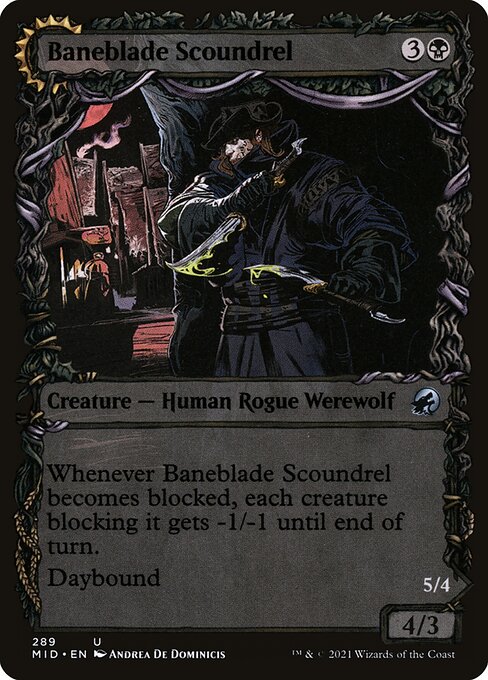 Baneblade Scoundrel 3
Creature — Human Rogue Werewolf
Whenever Baneblade Scoundrel
becomes blocked, each creature
blocking it gets -1/-1 until end of
turn.
Daybound
5/4
4/3
289 U
MID • EN Andrea De Dominicis ™ & © 2021 Wizards of the Coast